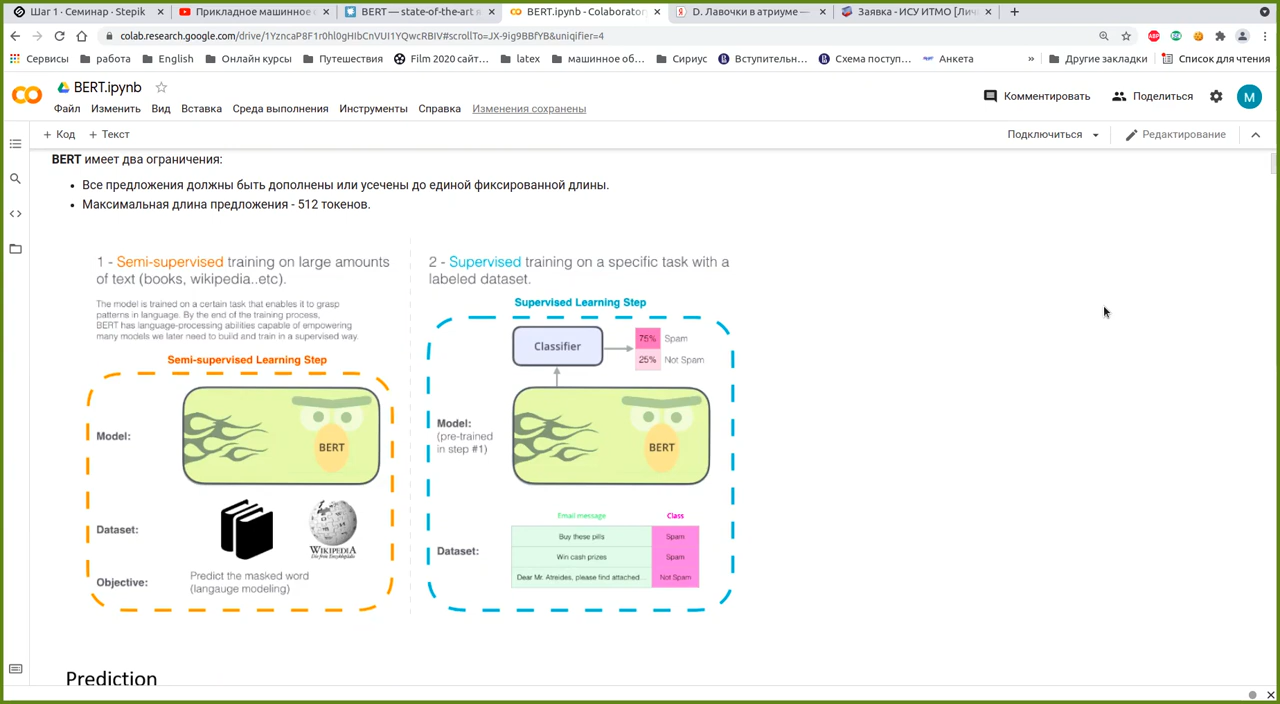 Шаг 1 · Семинар · Stepik
Прикладное машинное о
BERT — state-of-the-art я
BERT.ipynb - Colaborator
D. Лавочки в атриуме —
Заявка - ИСУ ИТМО [Личн
colab.research.google.com/drive/1YzncaP8F1r0hl0gHIbCnVUI1YQwcRBIV#scrollTo=JX-9ig9BBfYB&uniqifier=4
Сервисы работа English Онлайн курсы Путешествия Film 2020 сайт… latex машинное об… Сириус Вступительн… Схема поступ… Анкета » Другие закладки Список для чтения
BERT.ipynb
Файл Изменить Вид Вставка Среда выполнения Инструменты Справка Изменения сохранены
Комментировать Поделиться M
+ Код + Текст Подключиться Редактирование
BERT имеет два ограничения:
• Все предложения должны быть дополнены или усечены до единой фиксированной длины.
• Максимальная длина предложения - 512 токенов.
1 - Semi-supervised training on large amounts
of text (books, wikipedia..etc).
The model is trained on a certain task that enables it to grasp
patterns in language. By the end of the training process,
BERT has language-processing abilities capable of empowering
many models we later need to build and train in a supervised way.
Semi-supervised Learning Step
Model:
BERT
Dataset:
WIKIPEDIA
Objective:
Predict the masked word
(langauge modeling)
2 - Supervised training on a specific task with a
labeled dataset.
Supervised Learning Step
Classifier
75% Spam
25% Not Spam
Model:
(pre-trained
in step #1)
BERT
Dataset:
Email message Class
Buy these pills Spam
Win cash prizes Spam
Dear Mr. Atreides, please find attached... Not Spam
Prediction